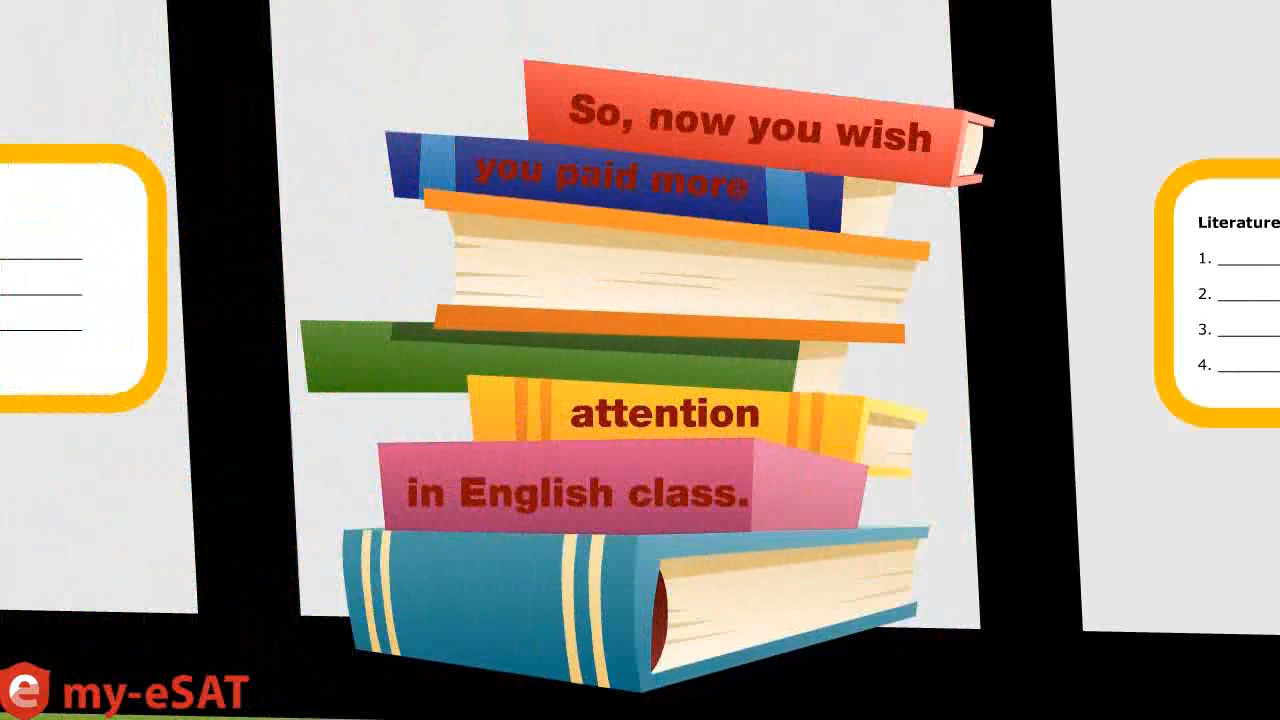 So, now you wish
you paid more
attention
in English class.
Literature
1.
2.
3.
4.
e my-eSAT